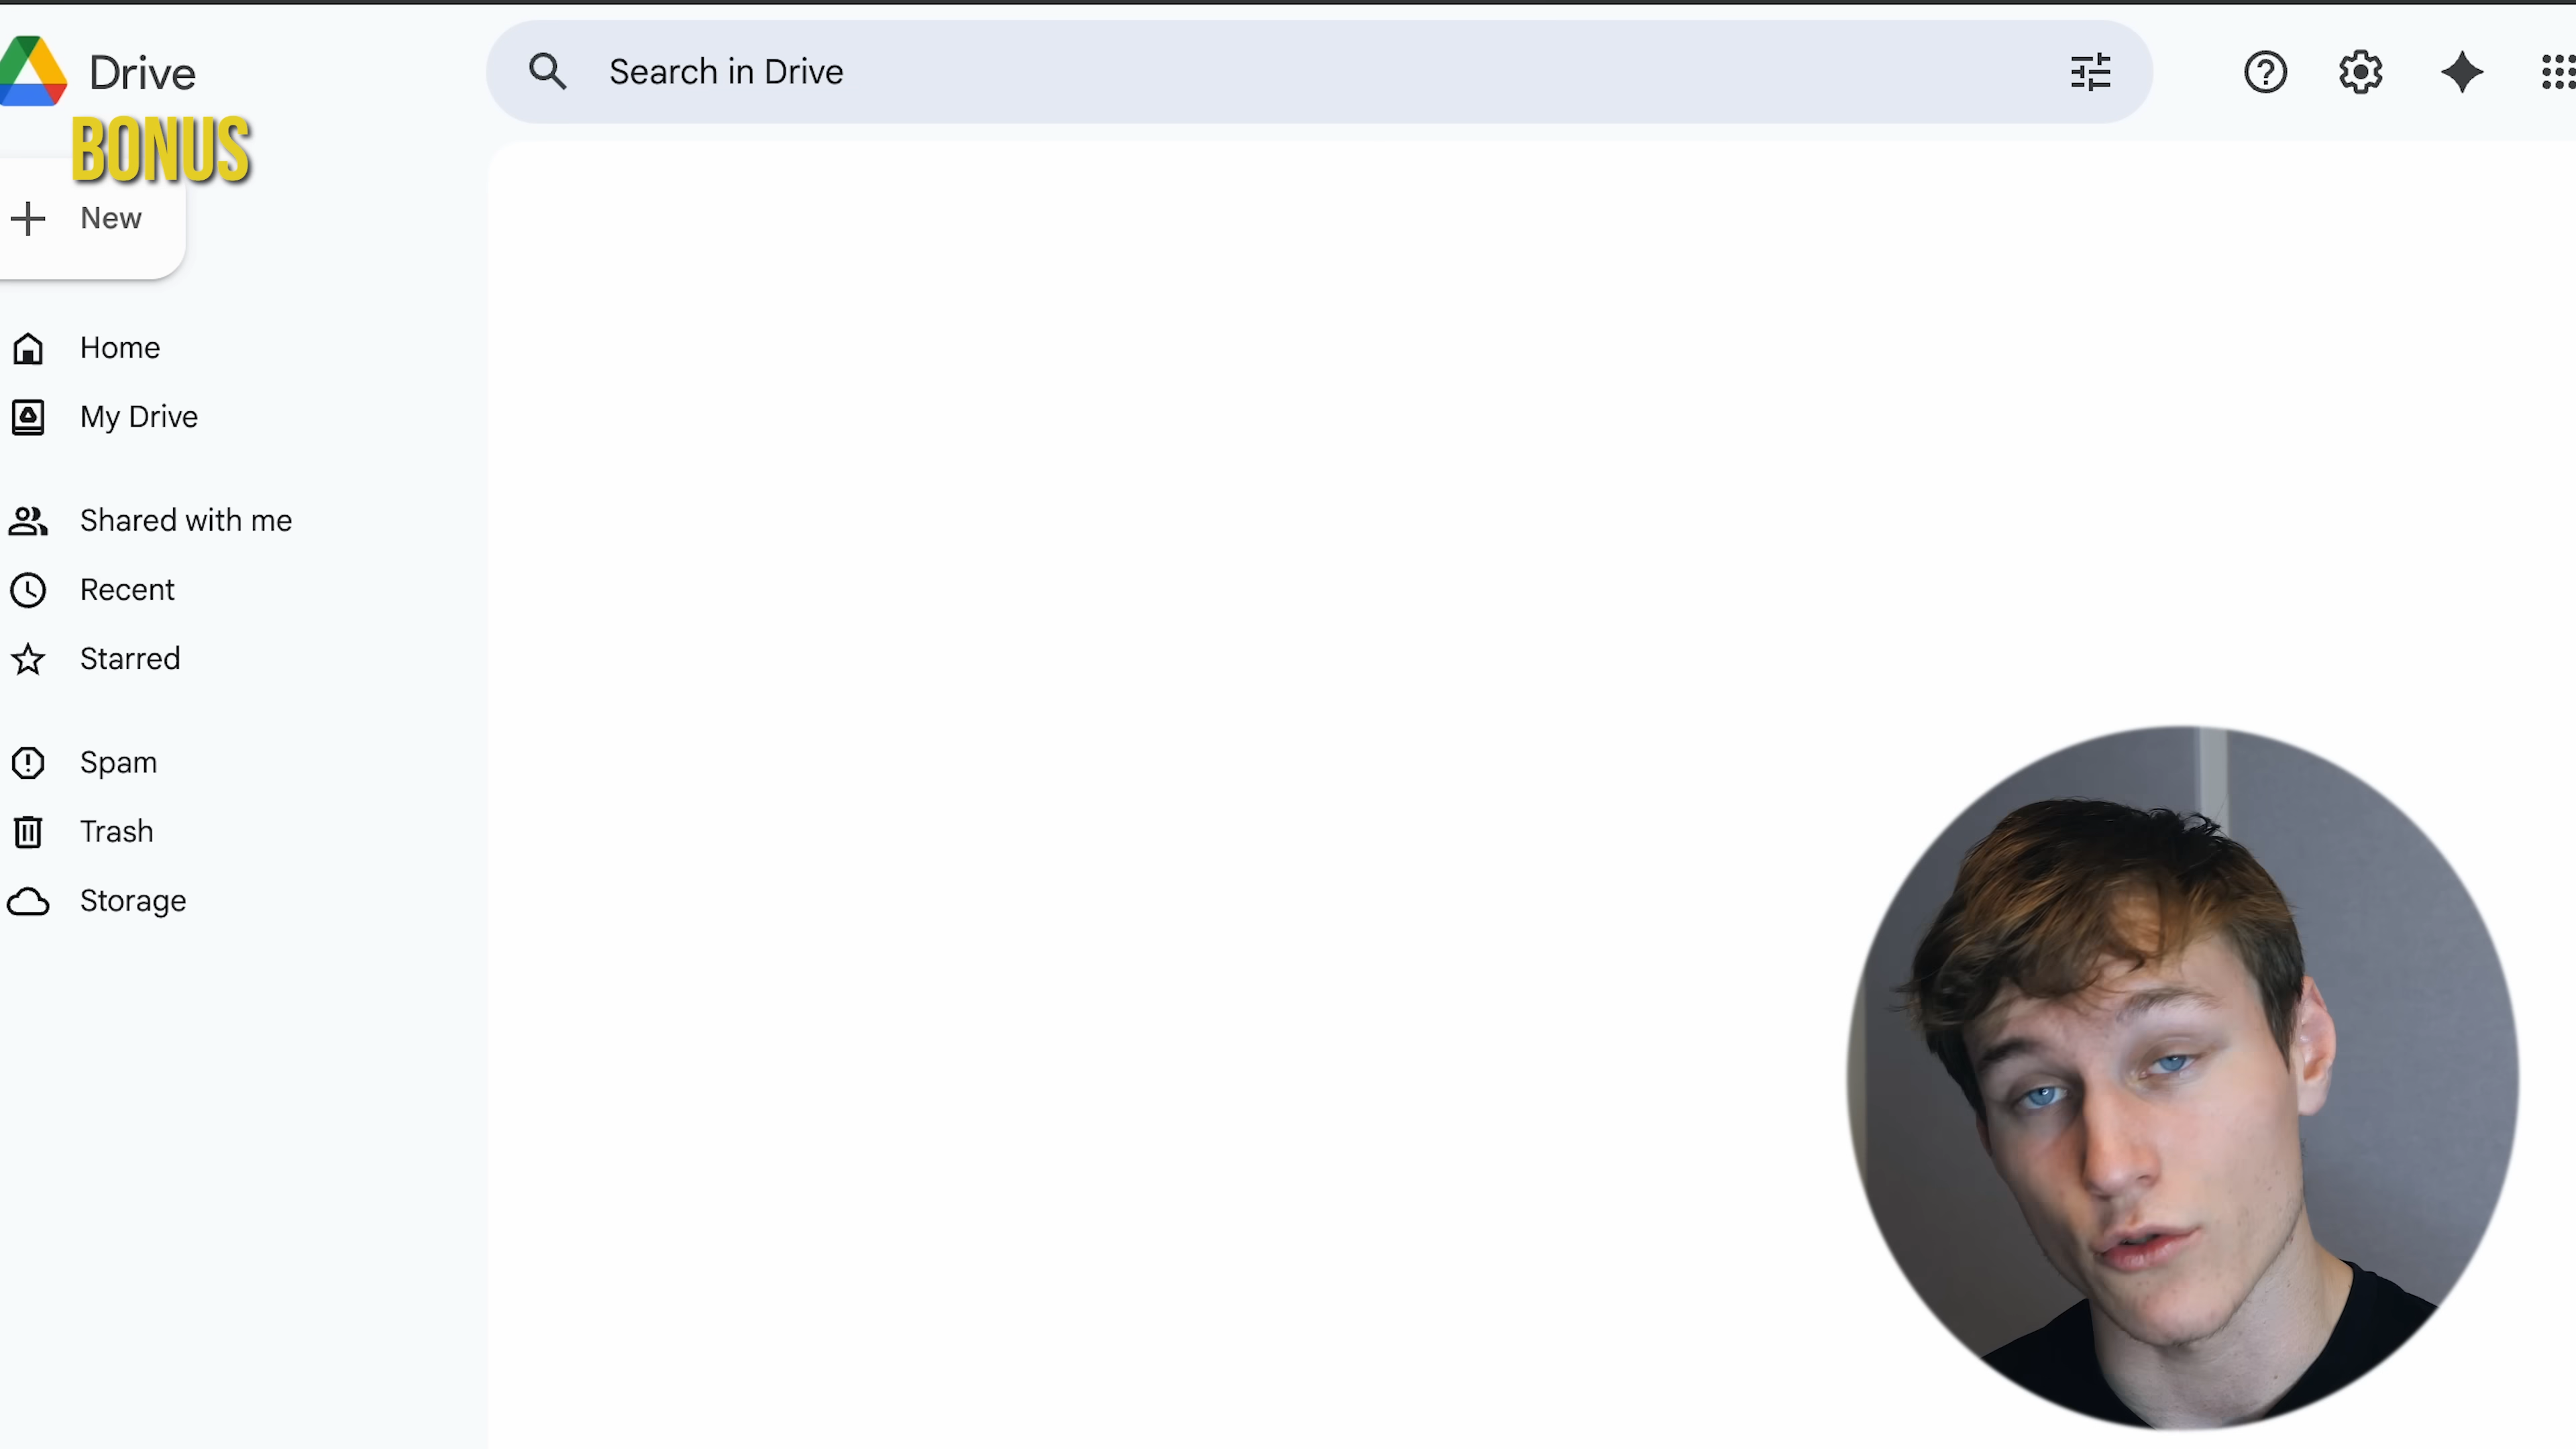 Drive
Search in Drive
BONUS
New
Home
My Drive
Shared with me
Recent
Starred
Spam
Trash
Storage